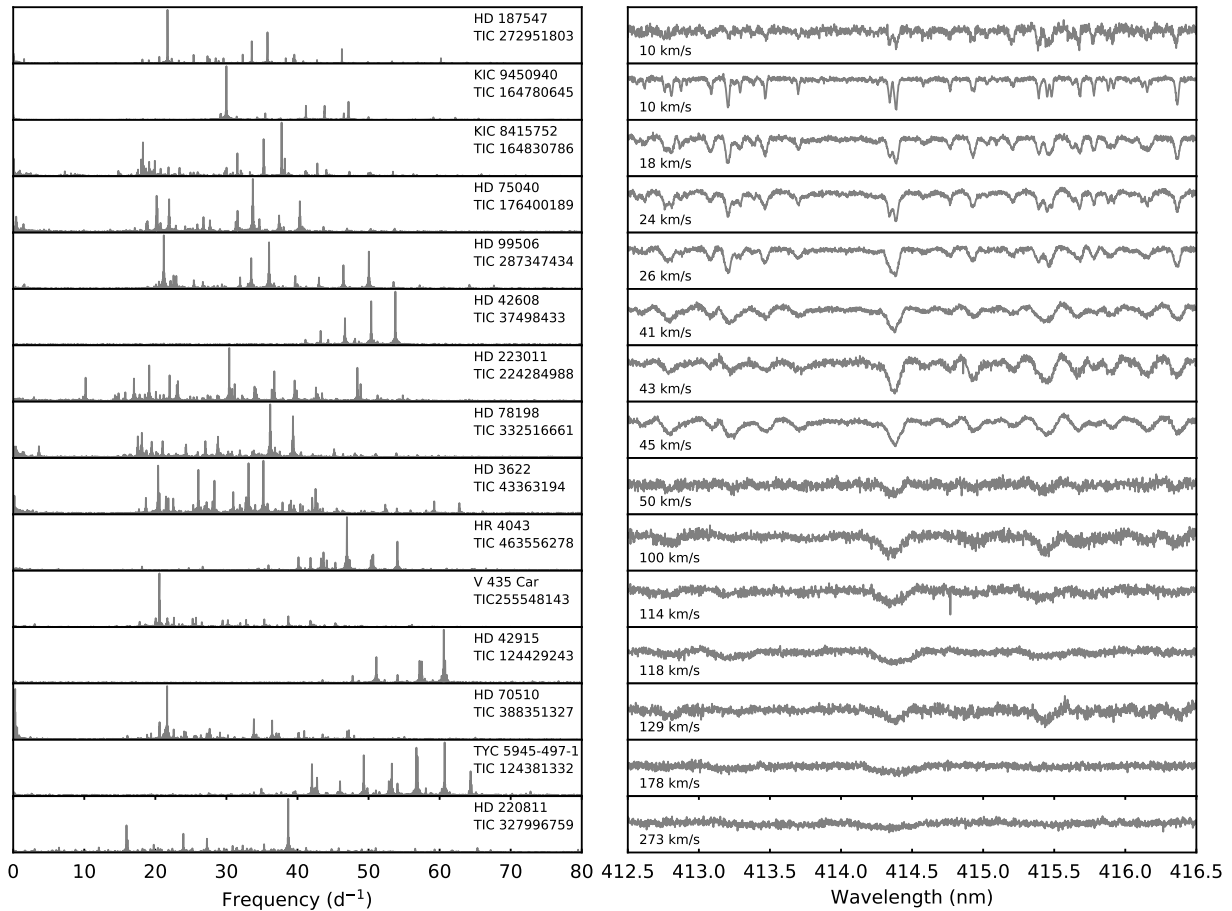 HD 187547
TIC 272951803
10 km/s
KIC 9450940
TIC 164780645
10 km/s
KIC 8415752
TIC 164830786
18 km/s
HD 75040
TIC 176400189
24 km/s
HD 99506
TIC 287347434
26 km/s
HD 42608
TIC 37498433
41 km/s
HD 223011
TIC 224284988
43 km/s
HD 78198
TIC 332516661
45 km/s
HD 3622
TIC 43363194
50 km/s
HR 4043
TIC 463556278
100 km/s
V 435 Car
TIC255548143
114 km/s
HD 42915
TIC 124429243
118 km/s
HD 70510
TIC 388351327
129 km/s
TYC 5945-497-1
TIC 124381332
178 km/s
HD 220811
TIC 327996759
273 km/s
0 10 20 30 40 50 60 70 80
Frequency (d⁻¹)
412.5 413.0 413.5 414.0 414.5 415.0 415.5 416.0 416.5
Wavelength (nm)